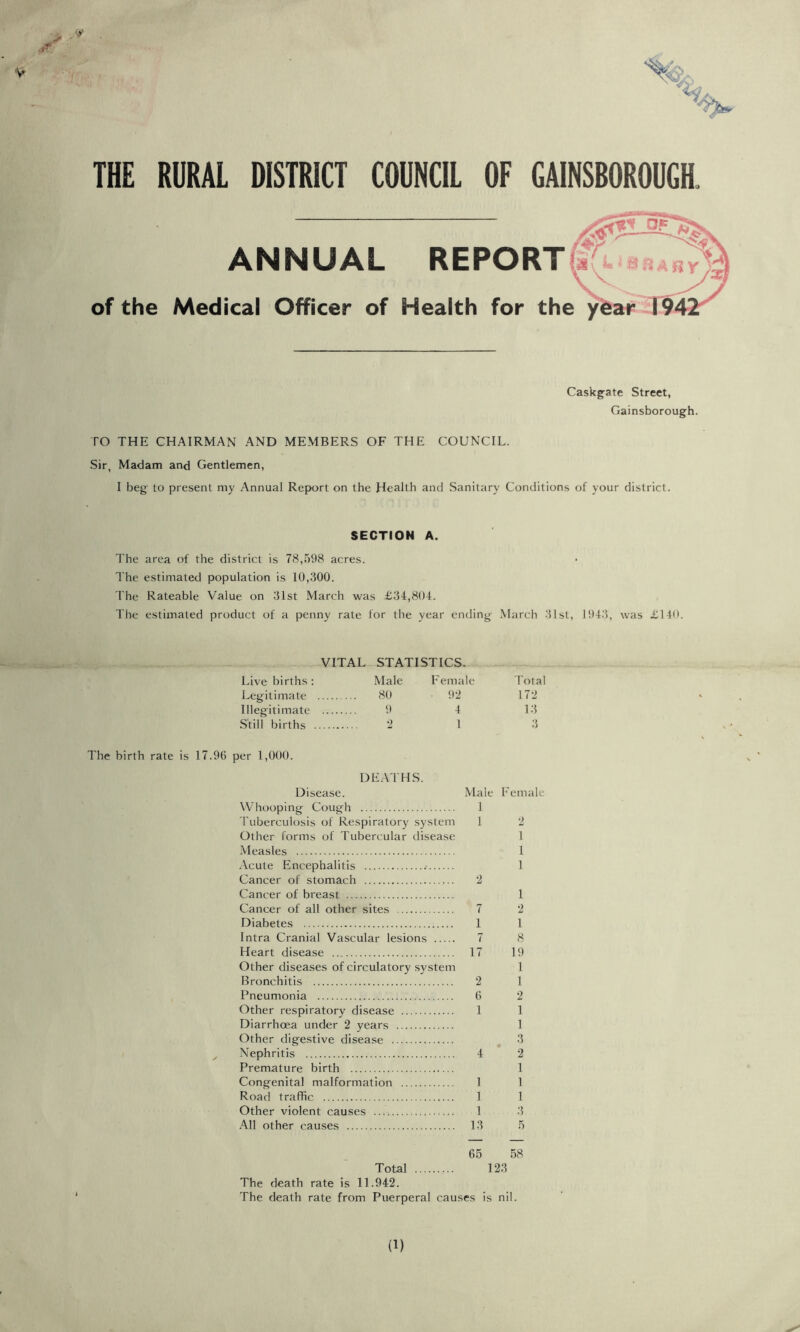 THE RURAL DISTRICT COUNCIL OF GAINSBOROUGH.
ANNUAL REPORT
of the Medical Officer of Health for the year 1942
LIBRARY
Caskgate Street,
Gainsborough.
TO THE CHAIRMAN AND MEMBERS OF THE COUNCIL.
Sir, Madam and Gentlemen,
I beg to present my Annual Report on the Health and Sanitary Conditions of your district.
SECTION A.
The area of the district is 78,598 acres.
The estimated population is 10,300.
The Rateable Value on 31st March was £34,804.
The estimated product of a penny rate for the year ending March 31st, 1943, was £140.
VITAL STATISTICS.
Live births : Male Female Total
Legitimate ......... 80 92 172
Illegitimate ........ 9 4 13
Still births .......... 2 1 3
The birth rate is 17.96 per 1,000.
DEATHS.
Disease. Male Female
Whooping Cough ...................... 1
Tuberculosis of Respiratory system 1 2
Other forms of Tubercular disease 1
Measles .................................... 1
Acute Encephalitis .................... 1
Cancer of stomach ..................... 2
Cancer of breast ........................ 1
Cancer of all other sites ............. 7 2
Diabetes .................................. 1 1
Intra Cranial Vascular lesions ..... 7 8
Heart disease ............................ 17 19
Other diseases of circulatory system 1
Bronchitis ................................ 2 1
Pneumonia ............................... 6 2
Other respiratory disease ............ 1 1
Diarrhœa under 2 years ............. 1
Other digestive disease .............. 3
Nephritis .................................. 4 2
Premature birth ........................ 1
Congenital malformation ............ 1 1
Road traffic .............................. 1 1
Other violent causes ................... 1 3
All other causes ......................... 13 5
65 58
Total ......... 123
The death rate is 11.942.
The death rate from Puerperal causes is nil.
(1)